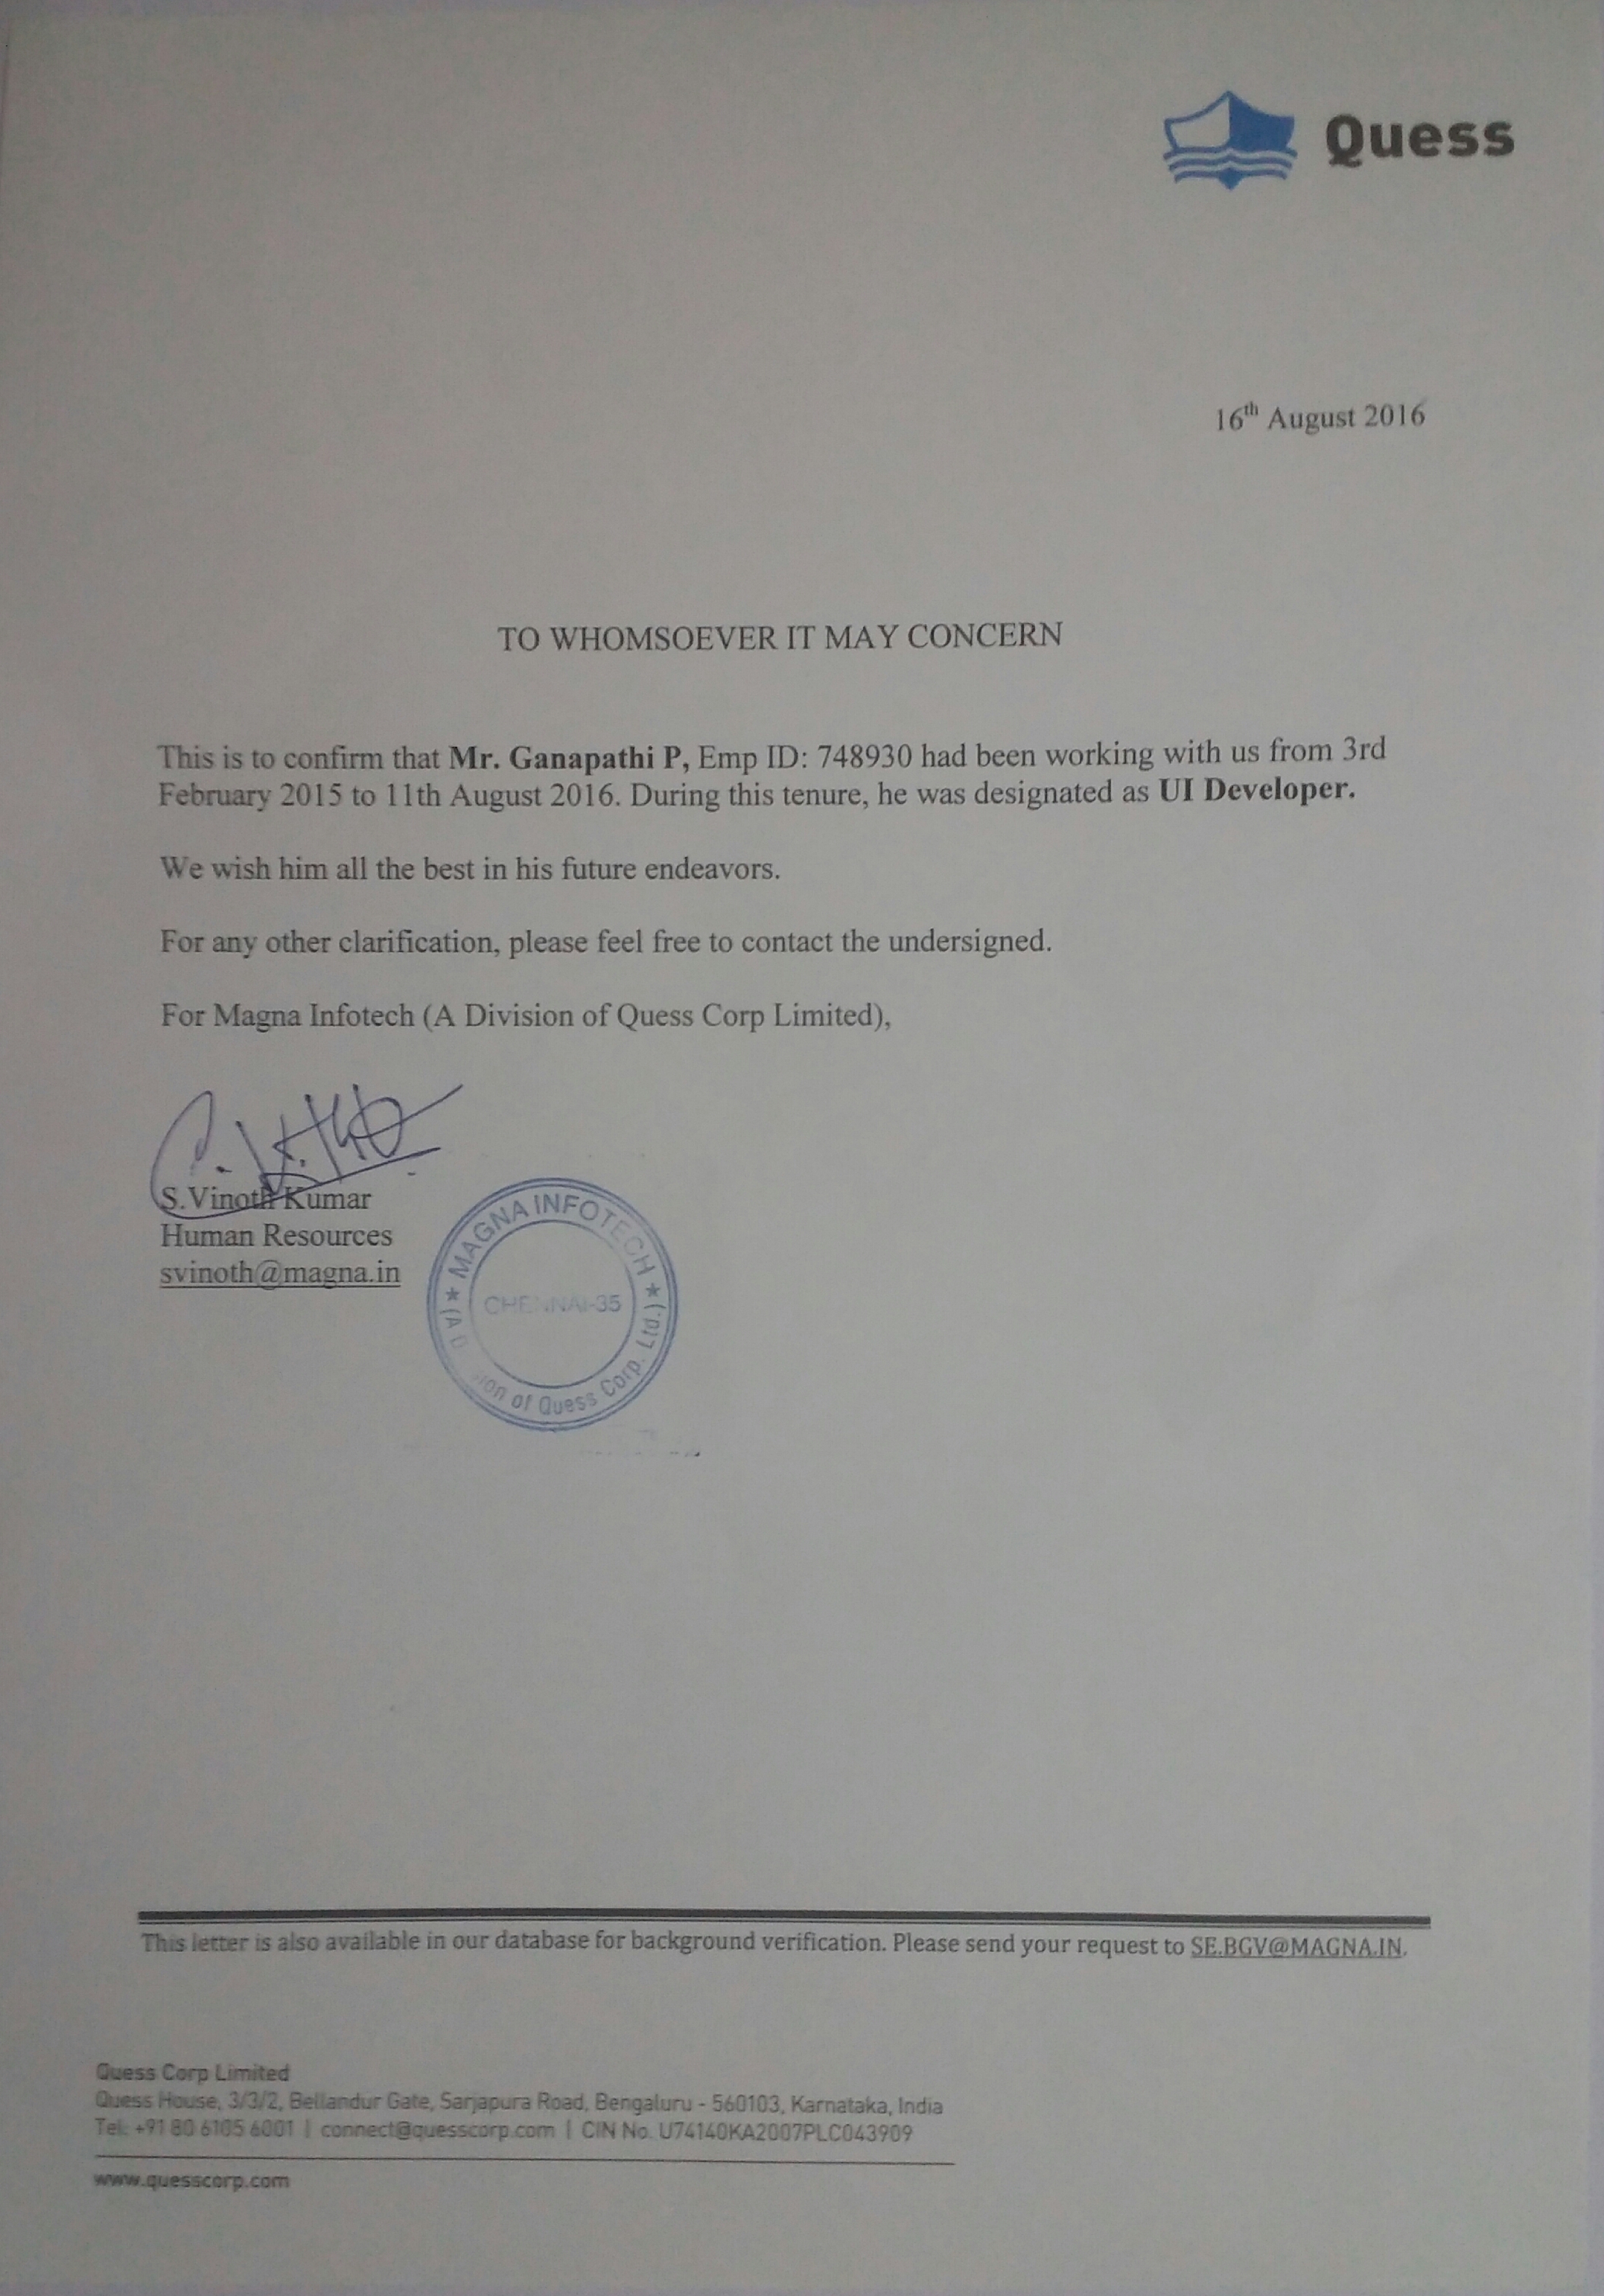 Quess
16th August 2016
TO WHOMSOEVER IT MAY CONCERN
This is to confirm that Mr. Ganapathi P, Emp ID: 748930 had been working with us from 3rd
February 2015 to 11th August 2016. During this tenure, he was designated as UI Developer.
We wish him all the best in his future endeavors.
For any other clarification, please feel free to contact the undersigned.
For Magna Infotech (A Division of Quess Corp Limited),
S.Vinoth Kumar
Human Resources
svinoth@magna.in
★ MAGNA INFOTECH ★
CHENNAI-35
of Quess Corp. Ltd.)
This letter is also available in our database for background verification. Please send your request to SE.BGV@MAGNA.IN.
Quess Corp Limited
Quess House, 3/3/2, Bellandur Gate, Sarjapura Road, Bengaluru - 560103, Karnataka, India
Tel: +91 80 6105 6001 | connect@quesscorp.com | CIN No. U74140KA2007PLC043909
www.quesscorp.com